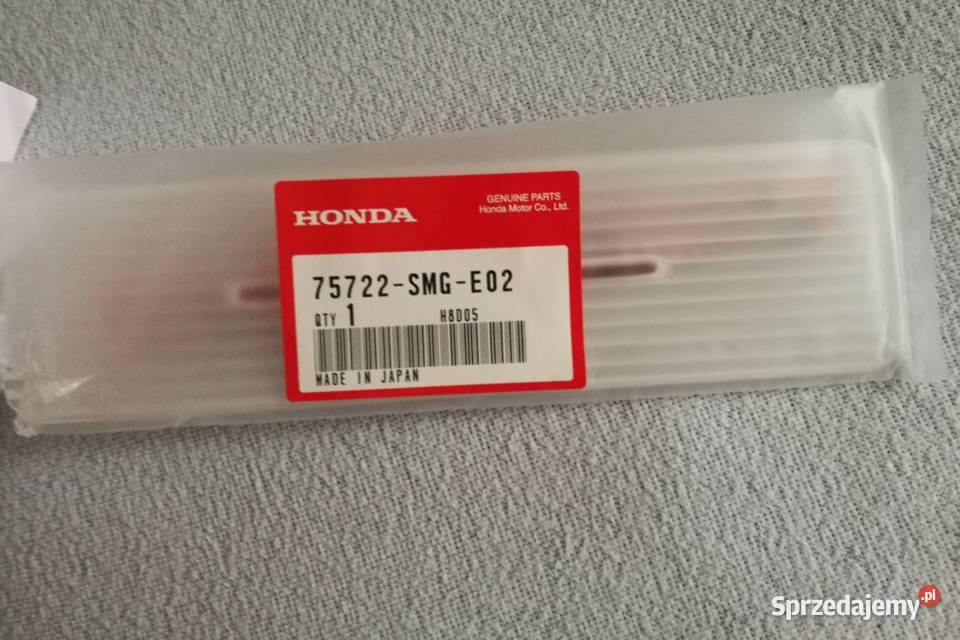 HONDA
GENUINE PARTS
Honda Motor Co., Ltd.
75722-SMG-E02
QTY 1 H8D05
MADE IN JAPAN
Sprzedajemy.pl